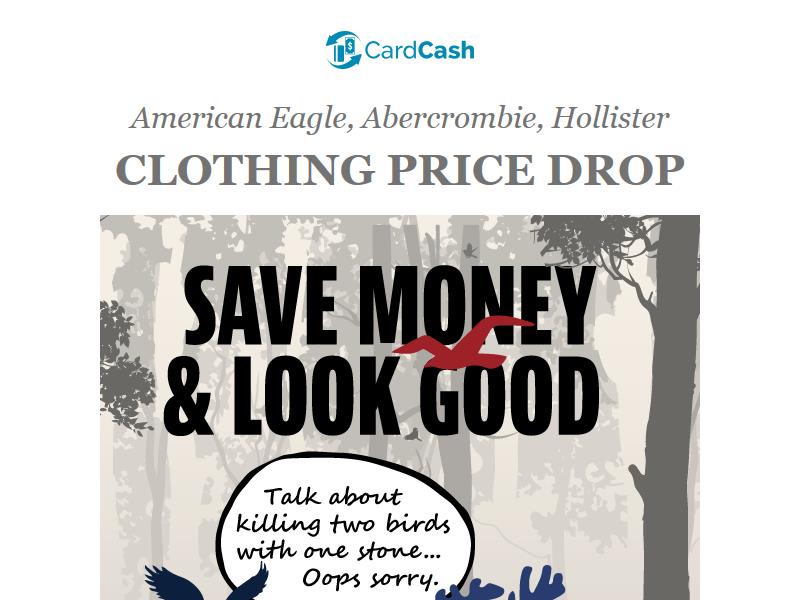 CardCash
American Eagle, Abercrombie, Hollister
CLOTHING PRICE DROP
SAVE MONEY
& LOOK GOOD
Talk about
killing two birds
with one stone...
Oops sorry.